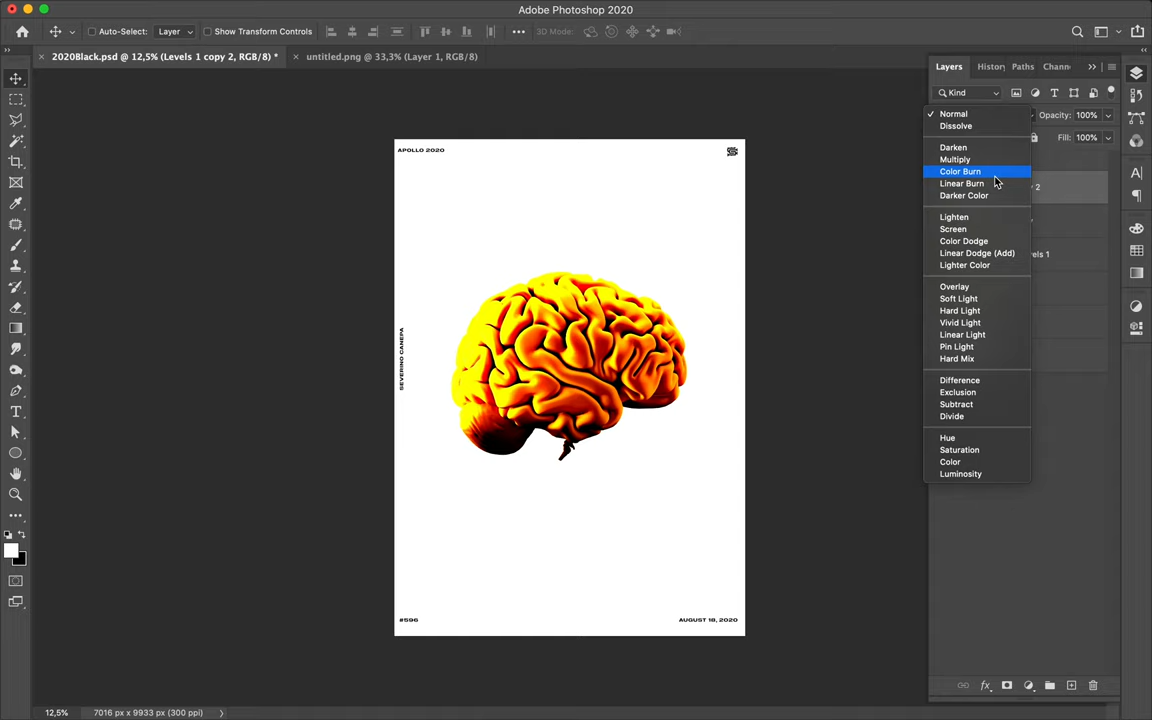 Adobe Photoshop 2020
Auto-Select: Layer Show Transform Controls 3D Mode:
2020Black.psd @ 12,5% (Levels 1 copy 2, RGB/8) * untitled.png @ 33,3% (Layer 1, RGB/8)
Layers History Paths
Kind
Normal
Opacity: 100%
Dissolve
Fill: 100%
Darken
Multiply
Color Burn
Linear Burn
2
Darker Color
Lighten
Screen
Color Dodge
Linear Dodge (Add)
els 1
Lighter Color
Overlay
Soft Light
Hard Light
Vivid Light
Linear Light
Pin Light
Hard Mix
Difference
Exclusion
Subtract
Divide
Hue
Saturation
Color
Luminosity
APOLLO 2020
SEVERINO CANEPA
#596
AUGUST 18, 2020
12,5% 7016 px x 9933 px (300 ppi)